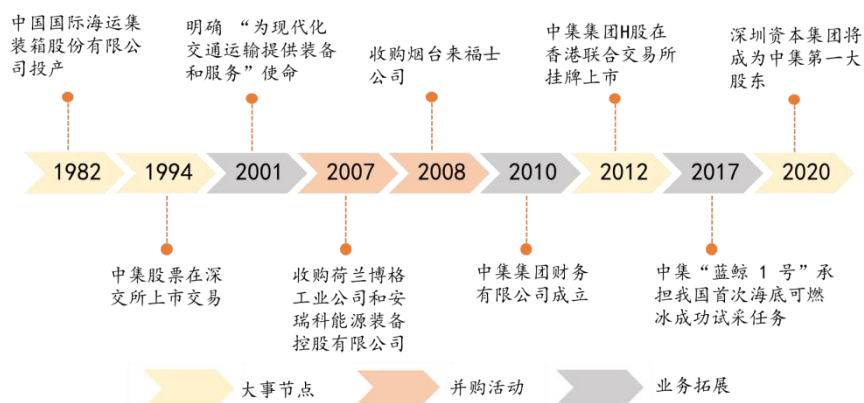 中国国际海运集
装箱股份有限公
司投产
明确 “为现代化
交通运输提供装备
和服务”使命
收购烟台来福士
公司
中集集团H股在
香港联合交易所
挂牌上市
深圳资本集团将
成为中集第一大
股东
1982
1994
2001
2007
2008
2010
2012
2017
2020
中集股票在深
交所上市交易
收购荷兰博格
工业公司和安
瑞科能源装备
控股有限公司
中集集团财务
有限公司成立
中集“蓝鲸 1 号”承
担我国首次海底可燃
冰成功试采任务
大事节点
并购活动
业务拓展